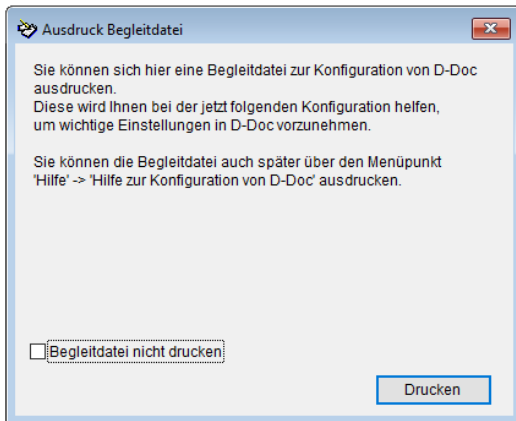 Ausdruck Begleitdatei
Sie können sich hier eine Begleitdatei zur Konfiguration von D-Doc
ausdrucken.
Diese wird Ihnen bei der jetzt folgenden Konfiguration helfen,
um wichtige Einstellungen in D-Doc vorzunehmen.
Sie können die Begleitdatei auch später über den Menüpunkt
'Hilfe' -> 'Hilfe zur Konfiguration von D-Doc' ausdrucken.
Begleitdatei nicht drucken
Drucken